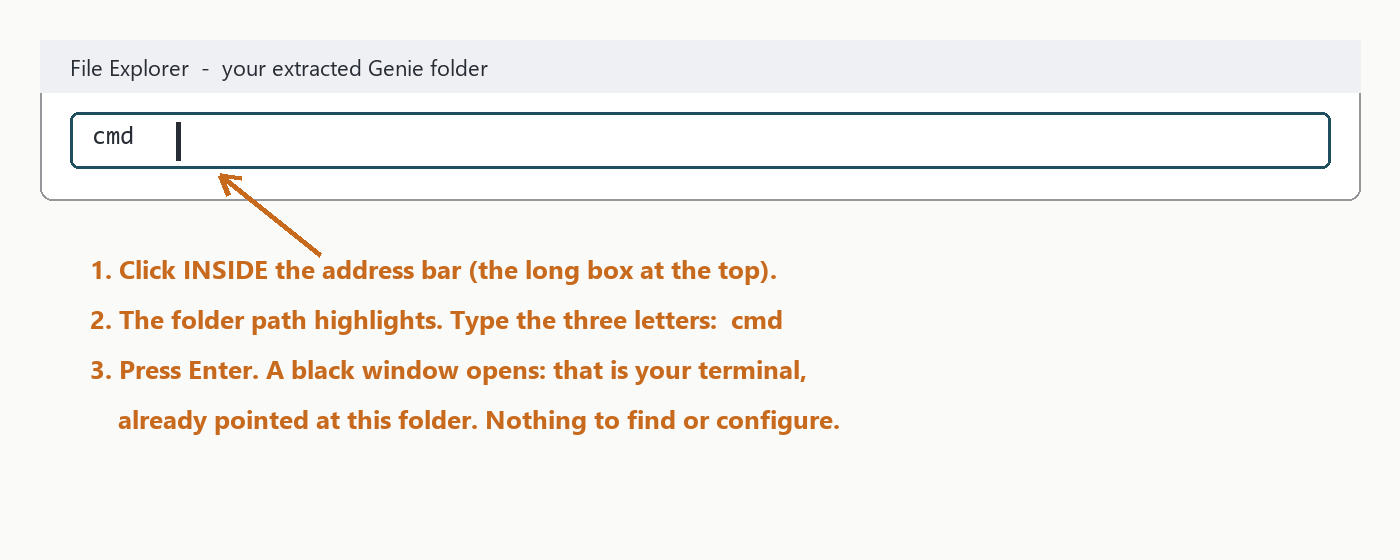 File Explorer  -  your extracted Genie folder
cmd
1. Click INSIDE the address bar (the long box at the top).
2. The folder path highlights. Type the three letters:  cmd
3. Press Enter. A black window opens: that is your terminal,
already pointed at this folder. Nothing to find or configure.